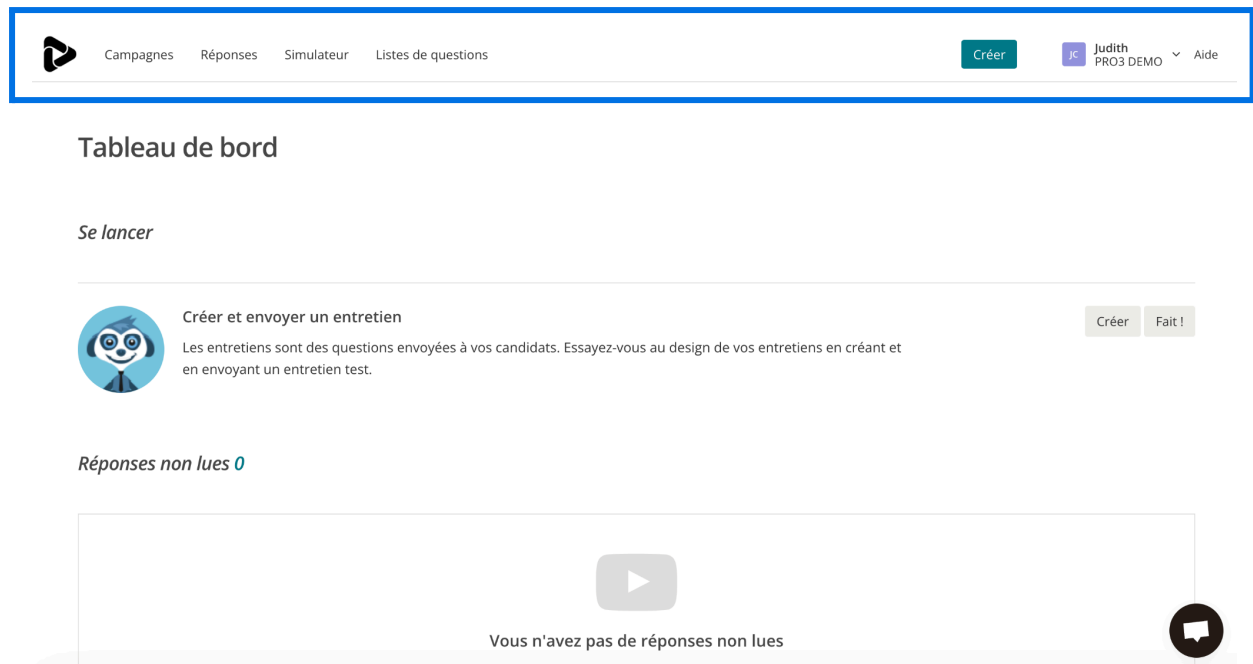 Campagnes Réponses Simulateur Listes de questions Créer JC Judith
PRO3 DEMO Aide
Tableau de bord
Se lancer
Créer et envoyer un entretien
Créer Fait !
Les entretiens sont des questions envoyées à vos candidats. Essayez-vous au design de vos entretiens en créant et
en envoyant un entretien test.
Réponses non lues 0
Vous n'avez pas de réponses non lues